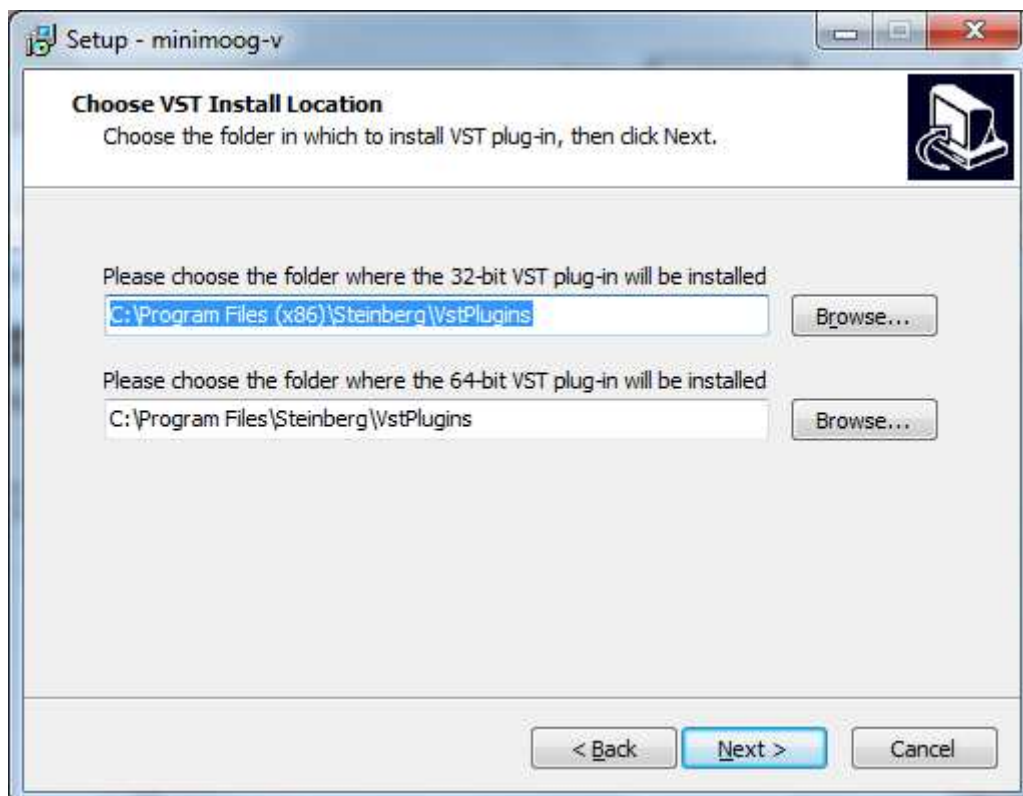 Setup - minimoog-v
Choose VST Install Location
Choose the folder in which to install VST plug-in, then click Next.
Please choose the folder where the 32-bit VST plug-in will be installed
C:\Program Files (x86)\Steinberg\VstPlugins
Browse...
Please choose the folder where the 64-bit VST plug-in will be installed
C:\Program Files\Steinberg\VstPlugins
Browse...
< Back
Next >
Cancel